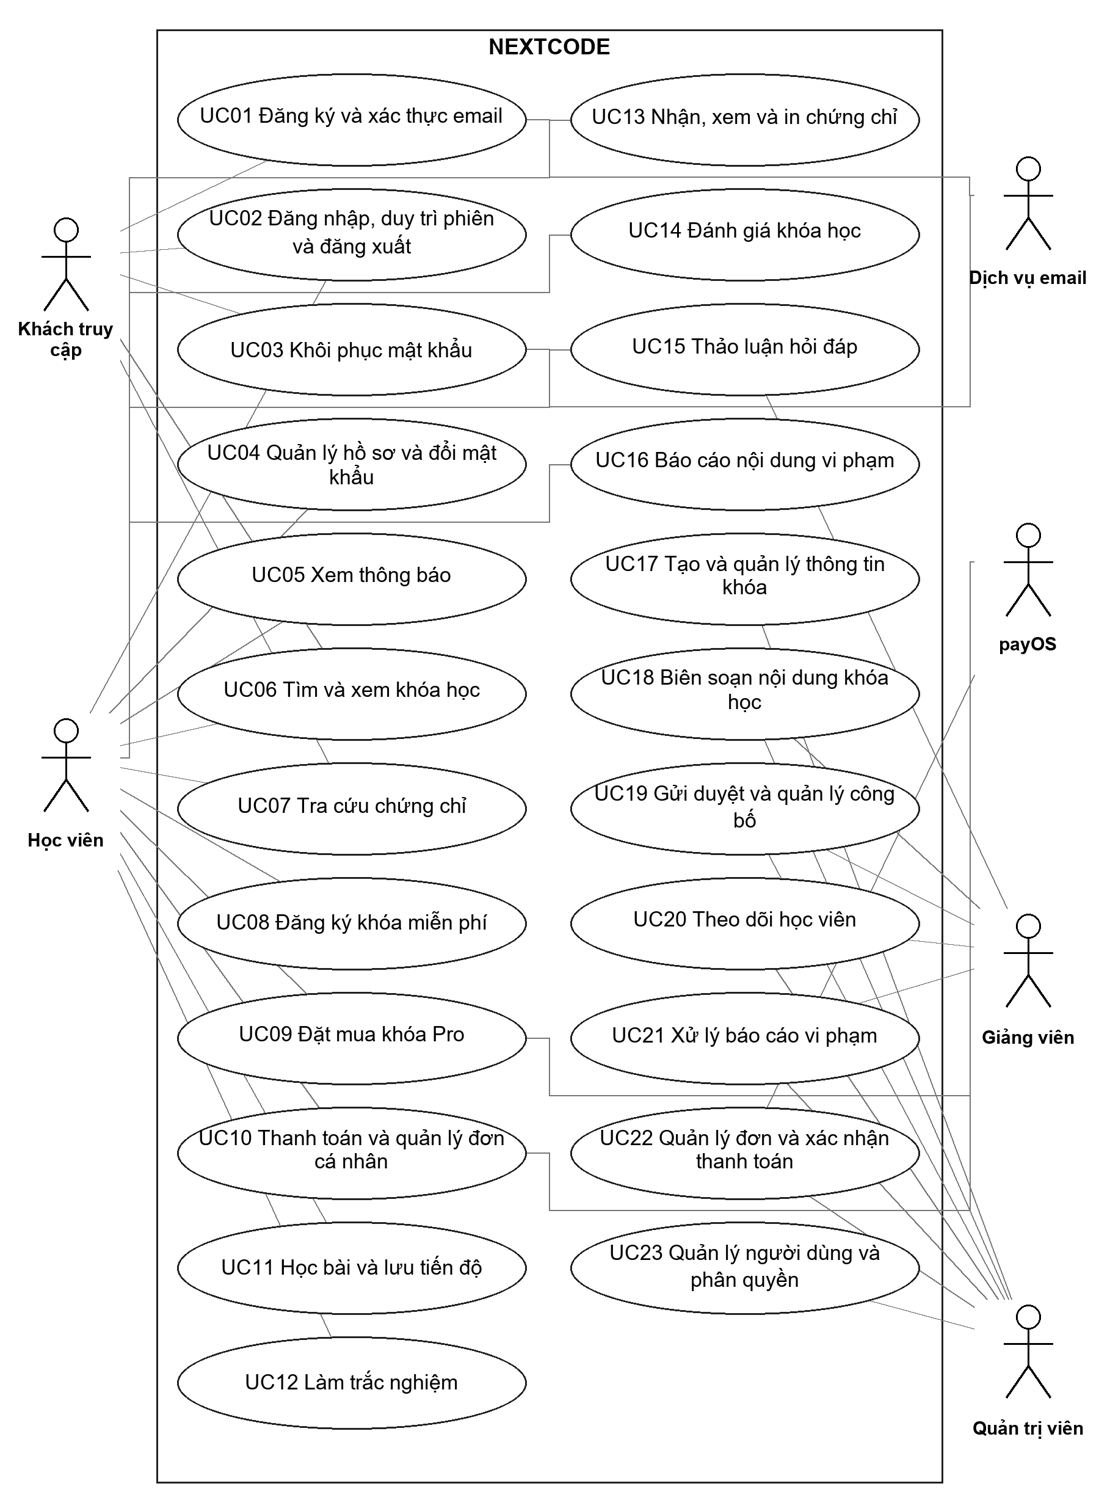 NEXTCODE
UC01 Đăng ký và xác thực email
UC13 Nhận, xem và in chứng chỉ
UC02 Đăng nhập, duy trì phiên
và đăng xuất
UC14 Đánh giá khóa học
Dịch vụ email
Khách truy
cập
UC03 Khôi phục mật khẩu
UC15 Thảo luận hỏi đáp
UC04 Quản lý hồ sơ và đổi mật
khẩu
UC16 Báo cáo nội dung vi phạm
UC05 Xem thông báo
UC17 Tạo và quản lý thông tin
khóa
payOS
UC06 Tìm và xem khóa học
UC18 Biên soạn nội dung khóa
học
Học viên
UC07 Tra cứu chứng chỉ
UC19 Gửi duyệt và quản lý công
bố
UC08 Đăng ký khóa miễn phí
UC20 Theo dõi học viên
UC09 Đặt mua khóa Pro
UC21 Xử lý báo cáo vi phạm
Giảng viên
UC10 Thanh toán và quản lý đơn
cá nhân
UC22 Quản lý đơn và xác nhận
thanh toán
UC11 Học bài và lưu tiến độ
UC23 Quản lý người dùng và
phân quyền
UC12 Làm trắc nghiệm
Quản trị viên